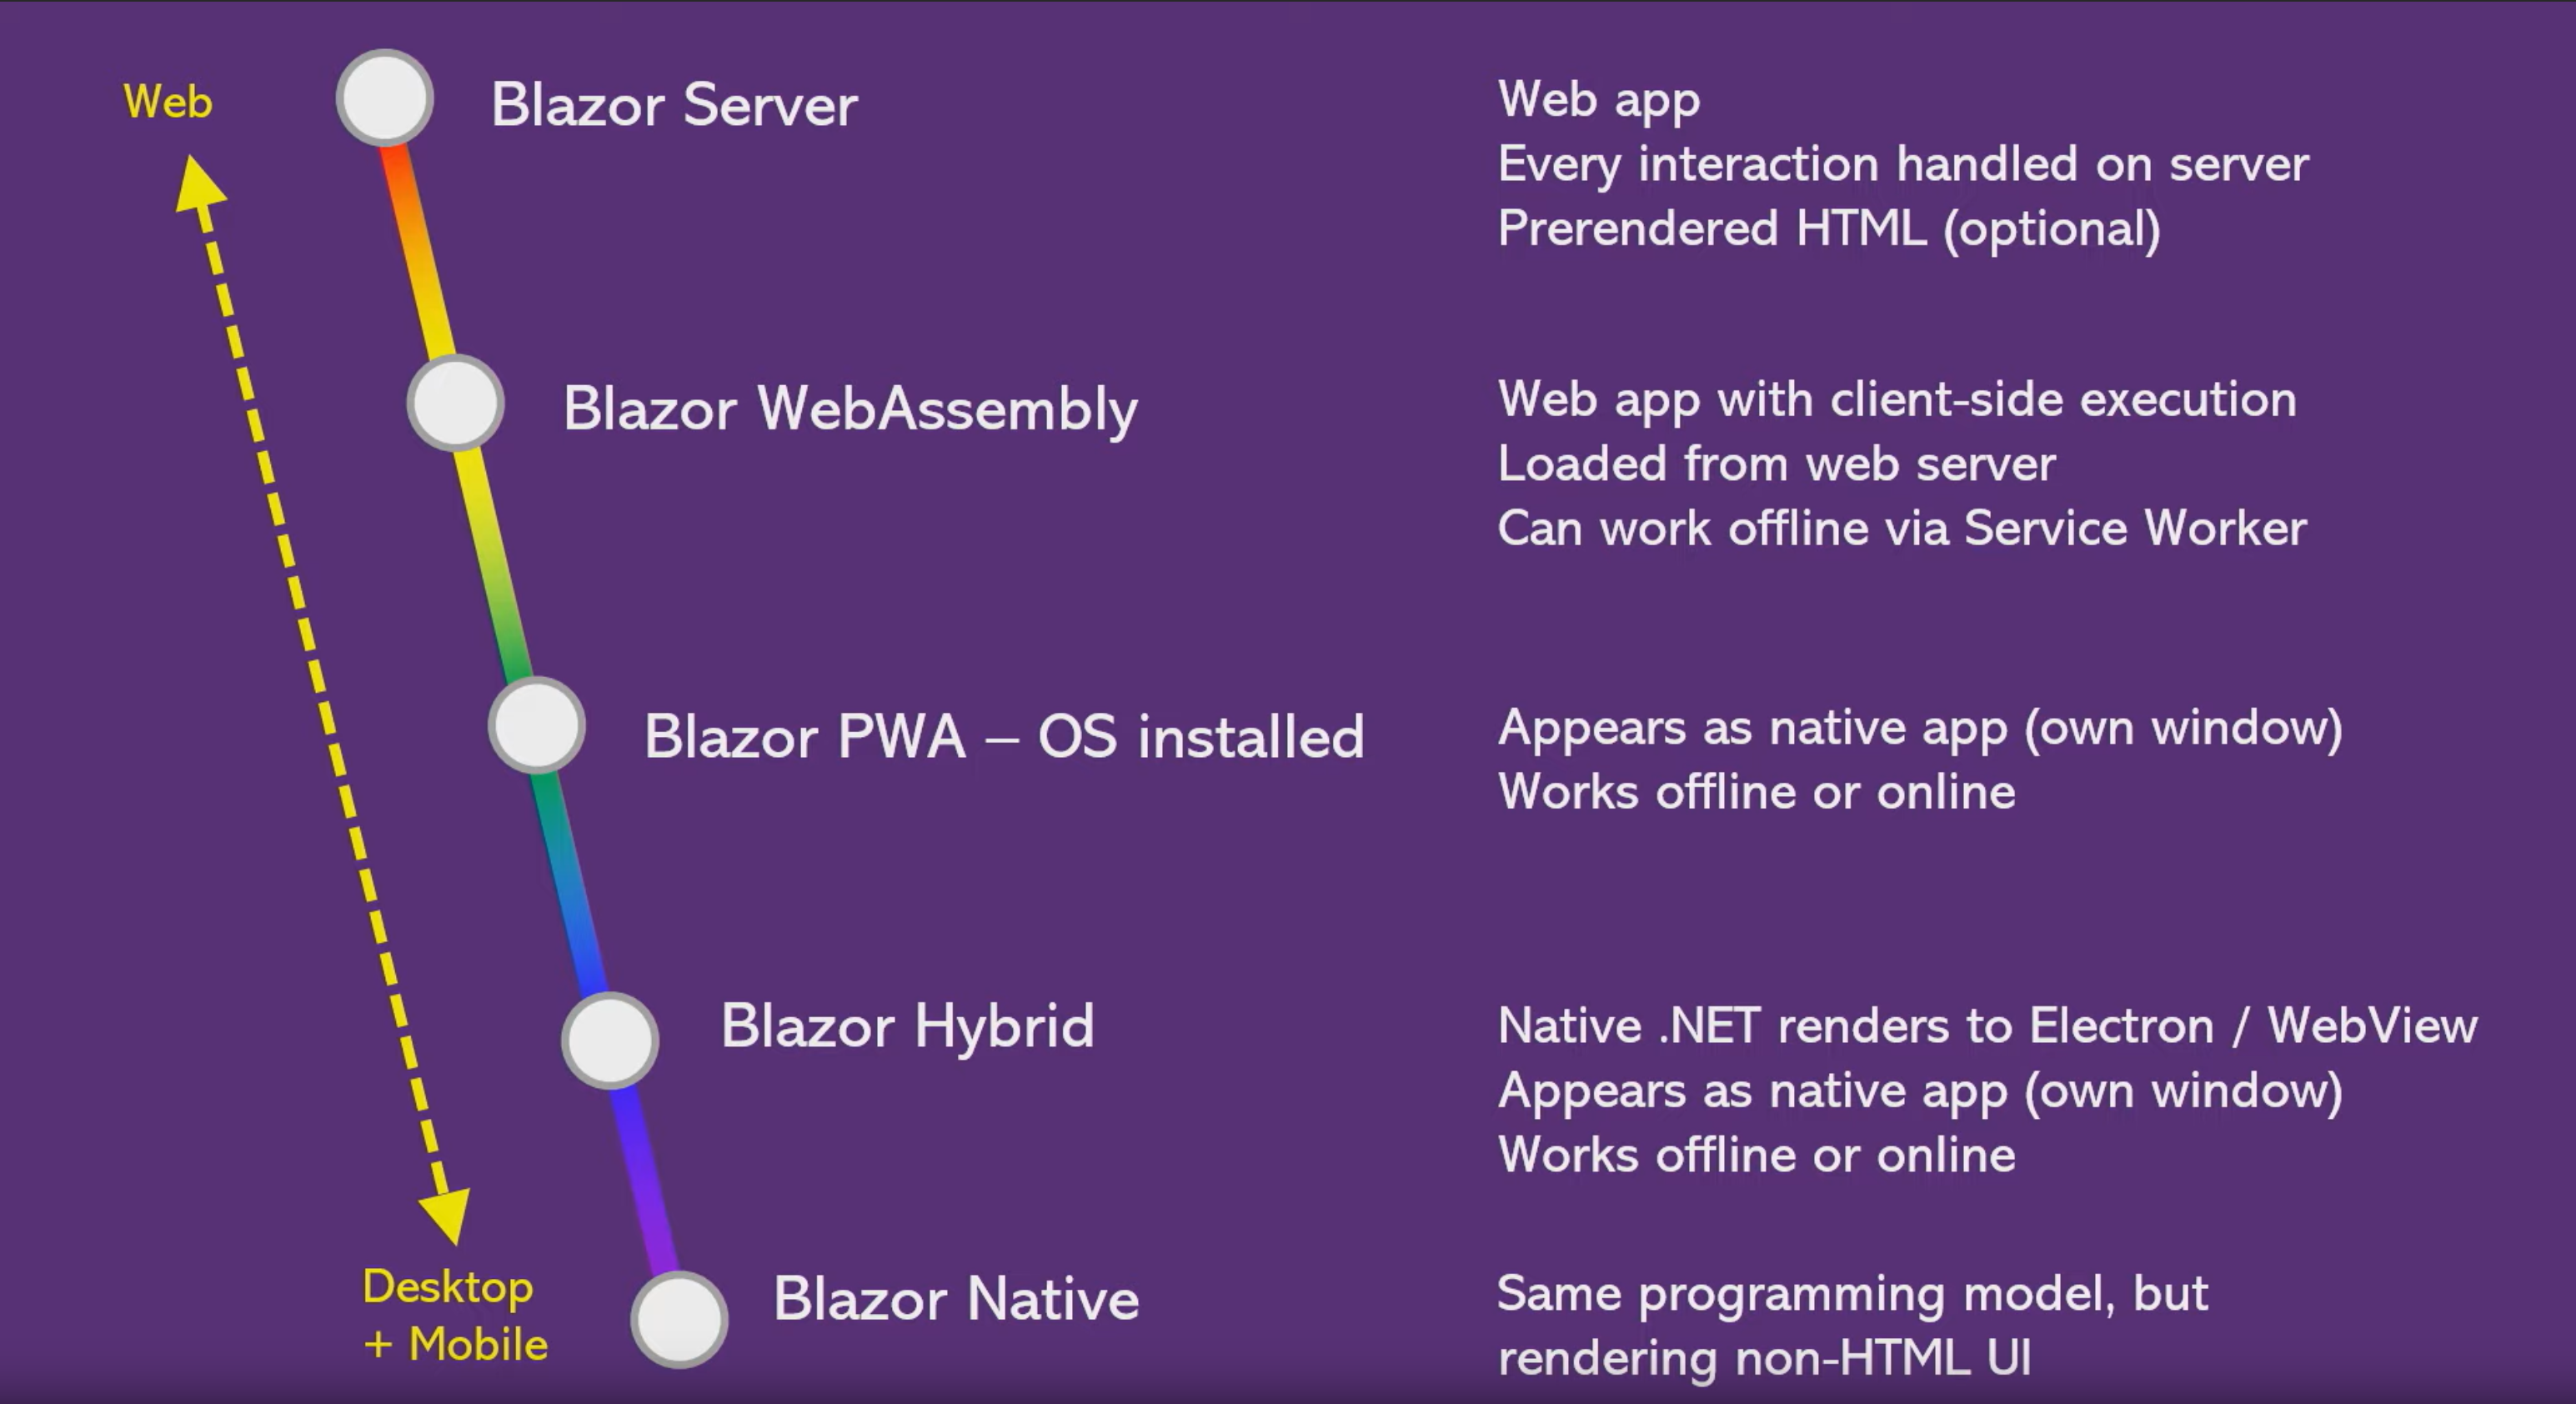 Web
Blazor Server
Web app
Every interaction handled on server
Prerendered HTML (optional)
Blazor WebAssembly
Web app with client-side execution
Loaded from web server
Can work offline via Service Worker
Blazor PWA – OS installed
Appears as native app (own window)
Works offline or online
Blazor Hybrid
Native .NET renders to Electron / WebView
Appears as native app (own window)
Works offline or online
Desktop
+ Mobile
Blazor Native
Same programming model, but
rendering non-HTML UI